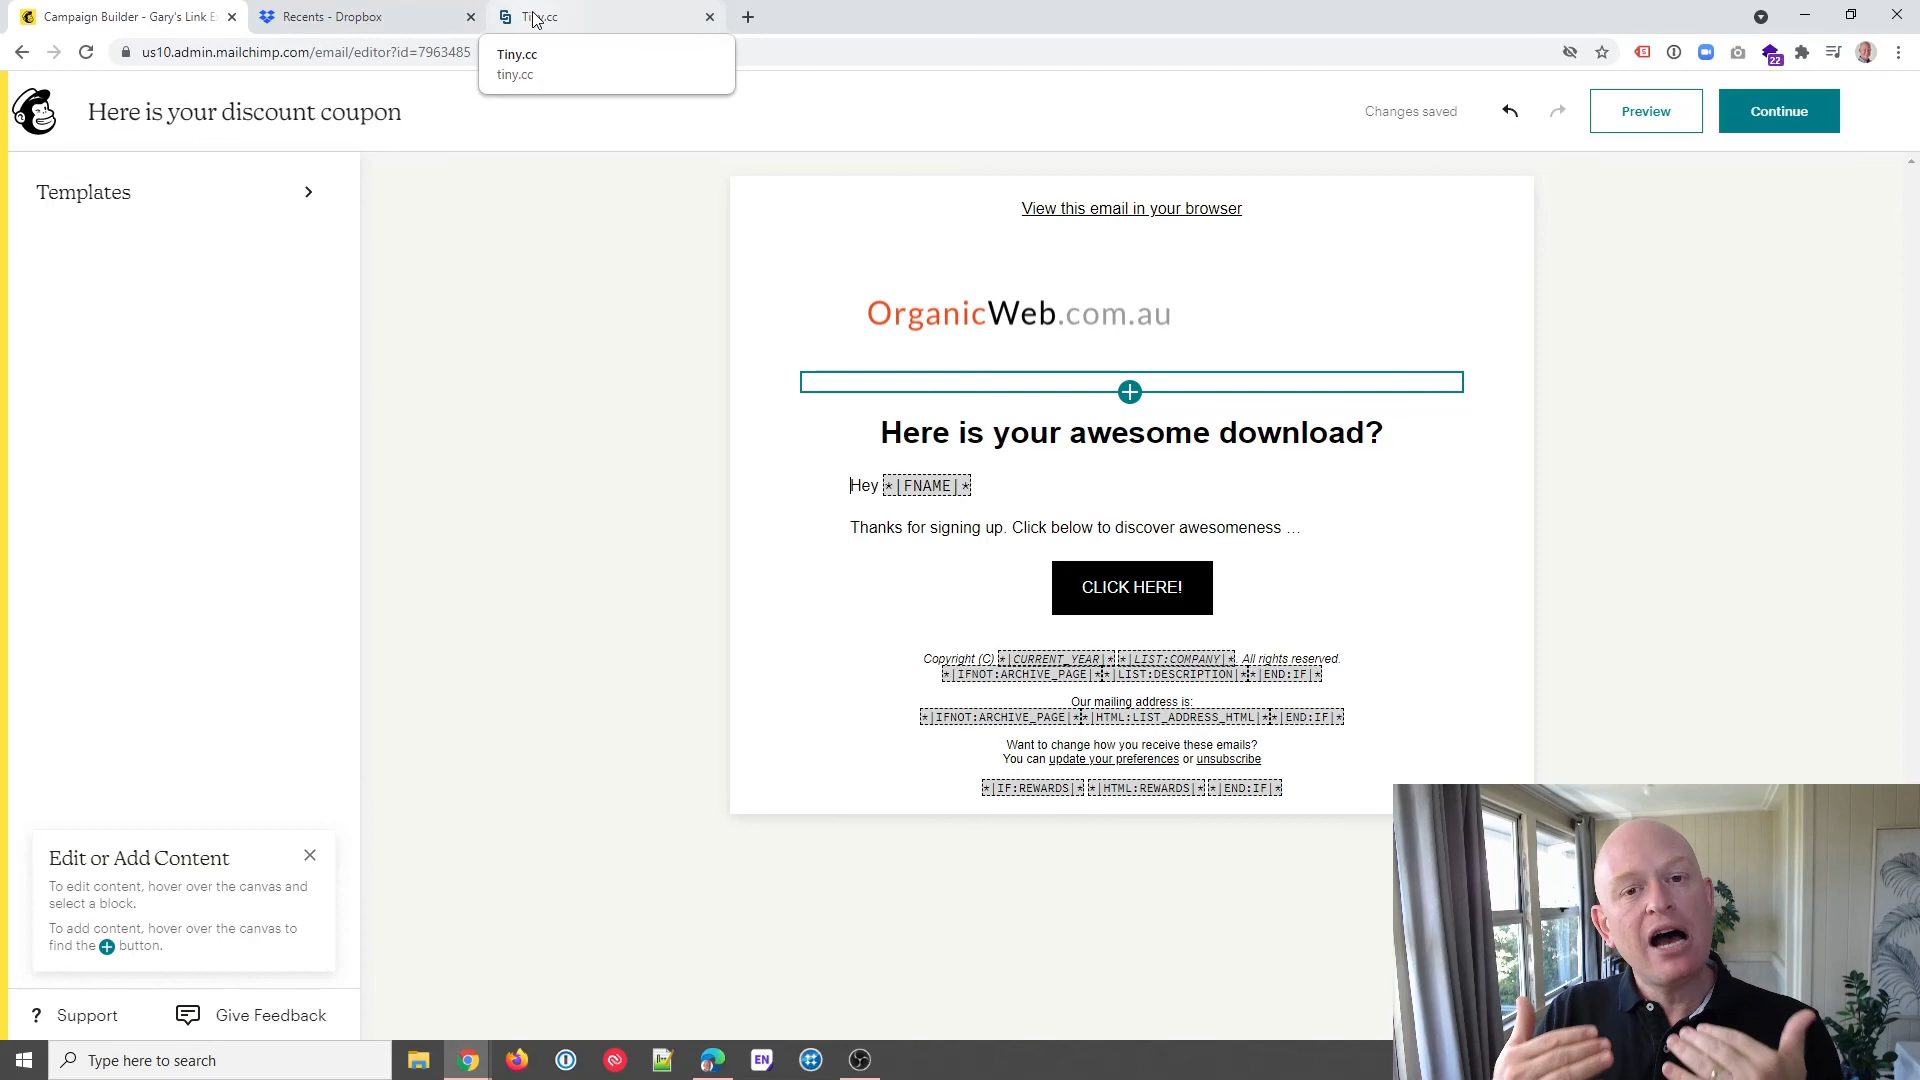 Campaign Builder - Gary's Link E
Recents - Dropbox
Tiny.cc
us10.admin.mailchimp.com/email/editor?id=7963485
Tiny.cc
tiny.cc
22
Here is your discount coupon
Changes saved
Preview
Continue
Templates
View this email in your browser
OrganicWeb.com.au
Here is your awesome download?
Hey *|FNAME|*
Thanks for signing up. Click below to discover awesomeness …
CLICK HERE!
Copyright (C) *|CURRENT_YEAR|* *|LIST:COMPANY|*. All rights reserved.
*|IFNOT:ARCHIVE_PAGE|* *|LIST:DESCRIPTION|* *|END:IF|*
Our mailing address is:
*|IFNOT:ARCHIVE_PAGE|* *|HTML:LIST_ADDRESS_HTML|* *|END:IF|*
Want to change how you receive these emails?
You can update your preferences or unsubscribe
*|IF:REWARDS|* *|HTML:REWARDS|* *|END:IF|*
Edit or Add Content
To edit content, hover over the canvas and
select a block.
To add content, hover over the canvas to
find the + button.
? Support
Give Feedback
Type here to search
EN